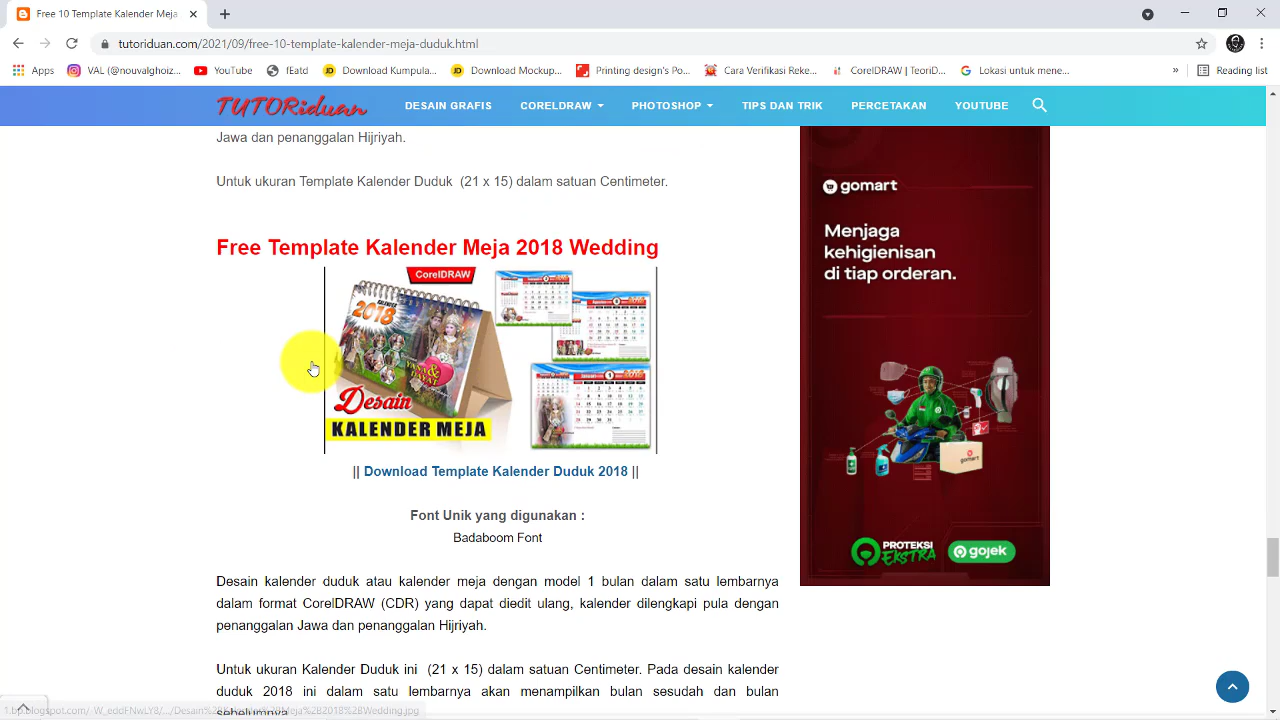 Free 10 Template Kalender Meja
tutoriduan.com/2021/09/free-10-template-kalender-meja-duduk.html
Apps
VAL (@nouvalghoiz...
YouTube
fEatd
Download Kumpula...
Download Mockup...
Printing design's Po...
Cara Verifikasi Reke...
CorelDRAW | TeoriD...
Lokasi untuk mene...
»
Reading list
TUTORiduan
DESAIN GRAFIS
CORELDRAW
PHOTOSHOP
TIPS DAN TRIK
PERCETAKAN
YOUTUBE
Jawa dan penanggalan Hijriyah.
Untuk ukuran Template Kalender Duduk (21 x 15) dalam satuan Centimeter.
Free Template Kalender Meja 2018 Wedding
CorelDRAW
KALENDER
2018
Desain
KALENDER MEJA
|| Download Template Kalender Duduk 2018 ||
Font Unik yang digunakan :
Badaboom Font
Desain kalender duduk atau kalender meja dengan model 1 bulan dalam satu lembarnya
dalam format CorelDRAW (CDR) yang dapat diedit ulang, kalender dilengkapi pula dengan
penanggalan Jawa dan penanggalan Hijriyah.
Untuk ukuran Kalender Duduk ini (21 x 15) dalam satuan Centimeter. Pada desain kalender
duduk 2018 ini dalam satu lembarnya akan menampilkan bulan sesudah dan bulan
sebelumnya
gomart
Menjaga
kehigienisan
di tiap orderan.
gomart
PROTEKSI
EKSTRA
gojek